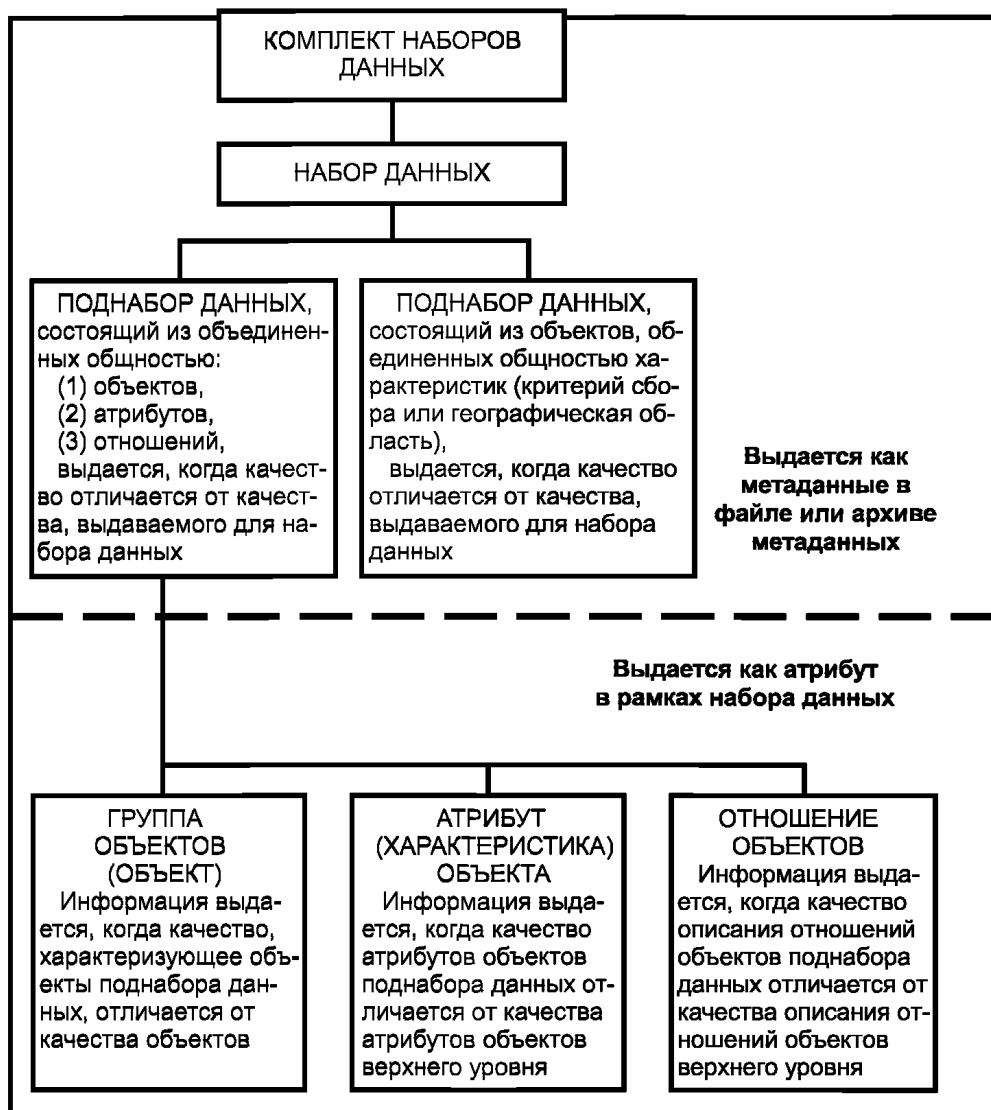 КОМПЛЕКТ НАБОРОВ
ДАННЫХ
НАБОР ДАННЫХ
ПОДНАБОР ДАННЫХ,
состоящий из объединен-
ных общностью:
(1) объектов,
(2) атрибутов,
(3) отношений,
выдается, когда качест-
во отличается от качест-
ва, выдаваемого для на-
бора данных
ПОДНАБОР ДАННЫХ,
состоящий из объектов, об-
единенных общностью ха-
рактеристик (критерий сбо-
ра или географическая об-
ласть),
выдается, когда качество
отличается от качества,
выдаваемого для набора
данных
Выдается как
метаданные в
файле или архиве
метаданных
Выдается как атрибут
в рамках набора данных
ГРУППА
ОБЪЕКТОВ
(ОБЪЕКТ)
Информация выда-
ется, когда качество,
характеризующее объ-
екты поднабора дан-
ных, отличается от
качества объектов
АТРИБУТ
(ХАРАКТЕРИСТИКА)
ОБЪЕКТА
Информация выда-
ется, когда качество
атрибутов объектов
поднабора данных от-
личается от качества
атрибутов объектов
верхнего уровня
ОТНОШЕНИЕ
ОБЪЕКТОВ
Информация выда-
ется, когда качество
описания отношений
объектов поднабора
данных отличается от
качества описания от-
ношений объектов
верхнего уровня